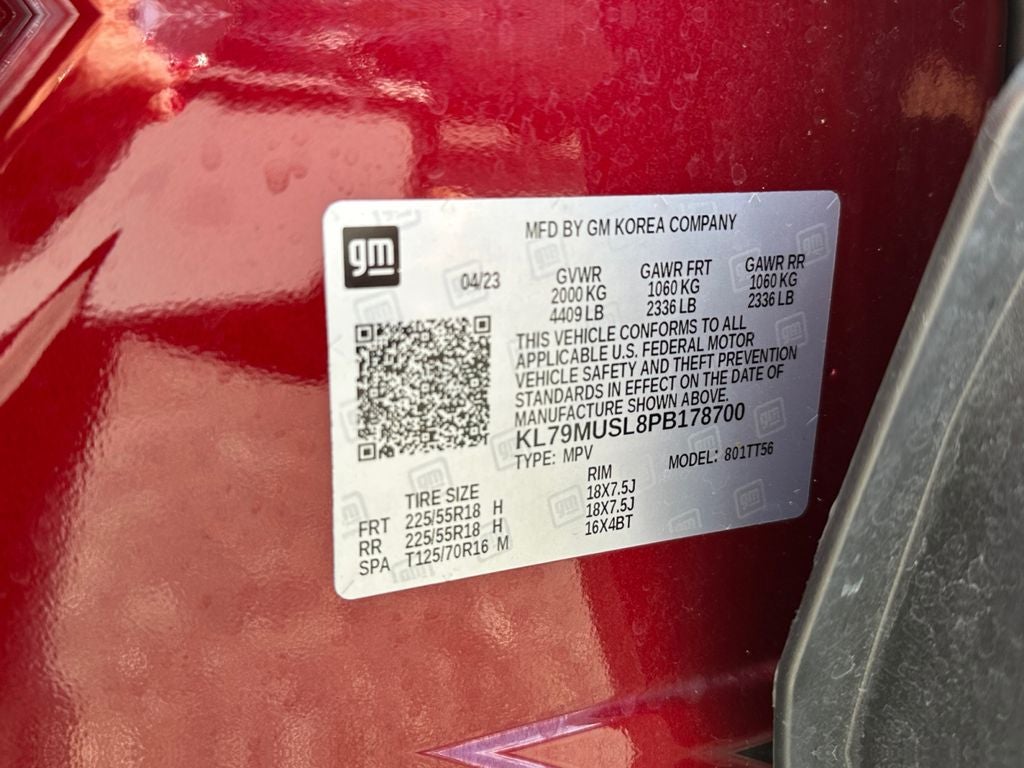 gm
MFD BY GM KOREA COMPANY
04/23
GVWR
2000 KG
4409 LB
GAWR FRT
1060 KG
2336 LB
GAWR RR
1060 KG
2336 LB
THIS VEHICLE CONFORMS TO ALL
APPLICABLE U.S. FEDERAL MOTOR
VEHICLE SAFETY AND THEFT PREVENTION
STANDARDS IN EFFECT ON THE DATE OF
MANUFACTURE SHOWN ABOVE.
KL79MUSL8PB178700
TYPE: MPV
MODEL: 801TT56
TIRE SIZE
RIM
FRT 225/55R18 H 18X7.5J
RR 225/55R18 H 18X7.5J
SPA T125/70R16 M 16X4BT